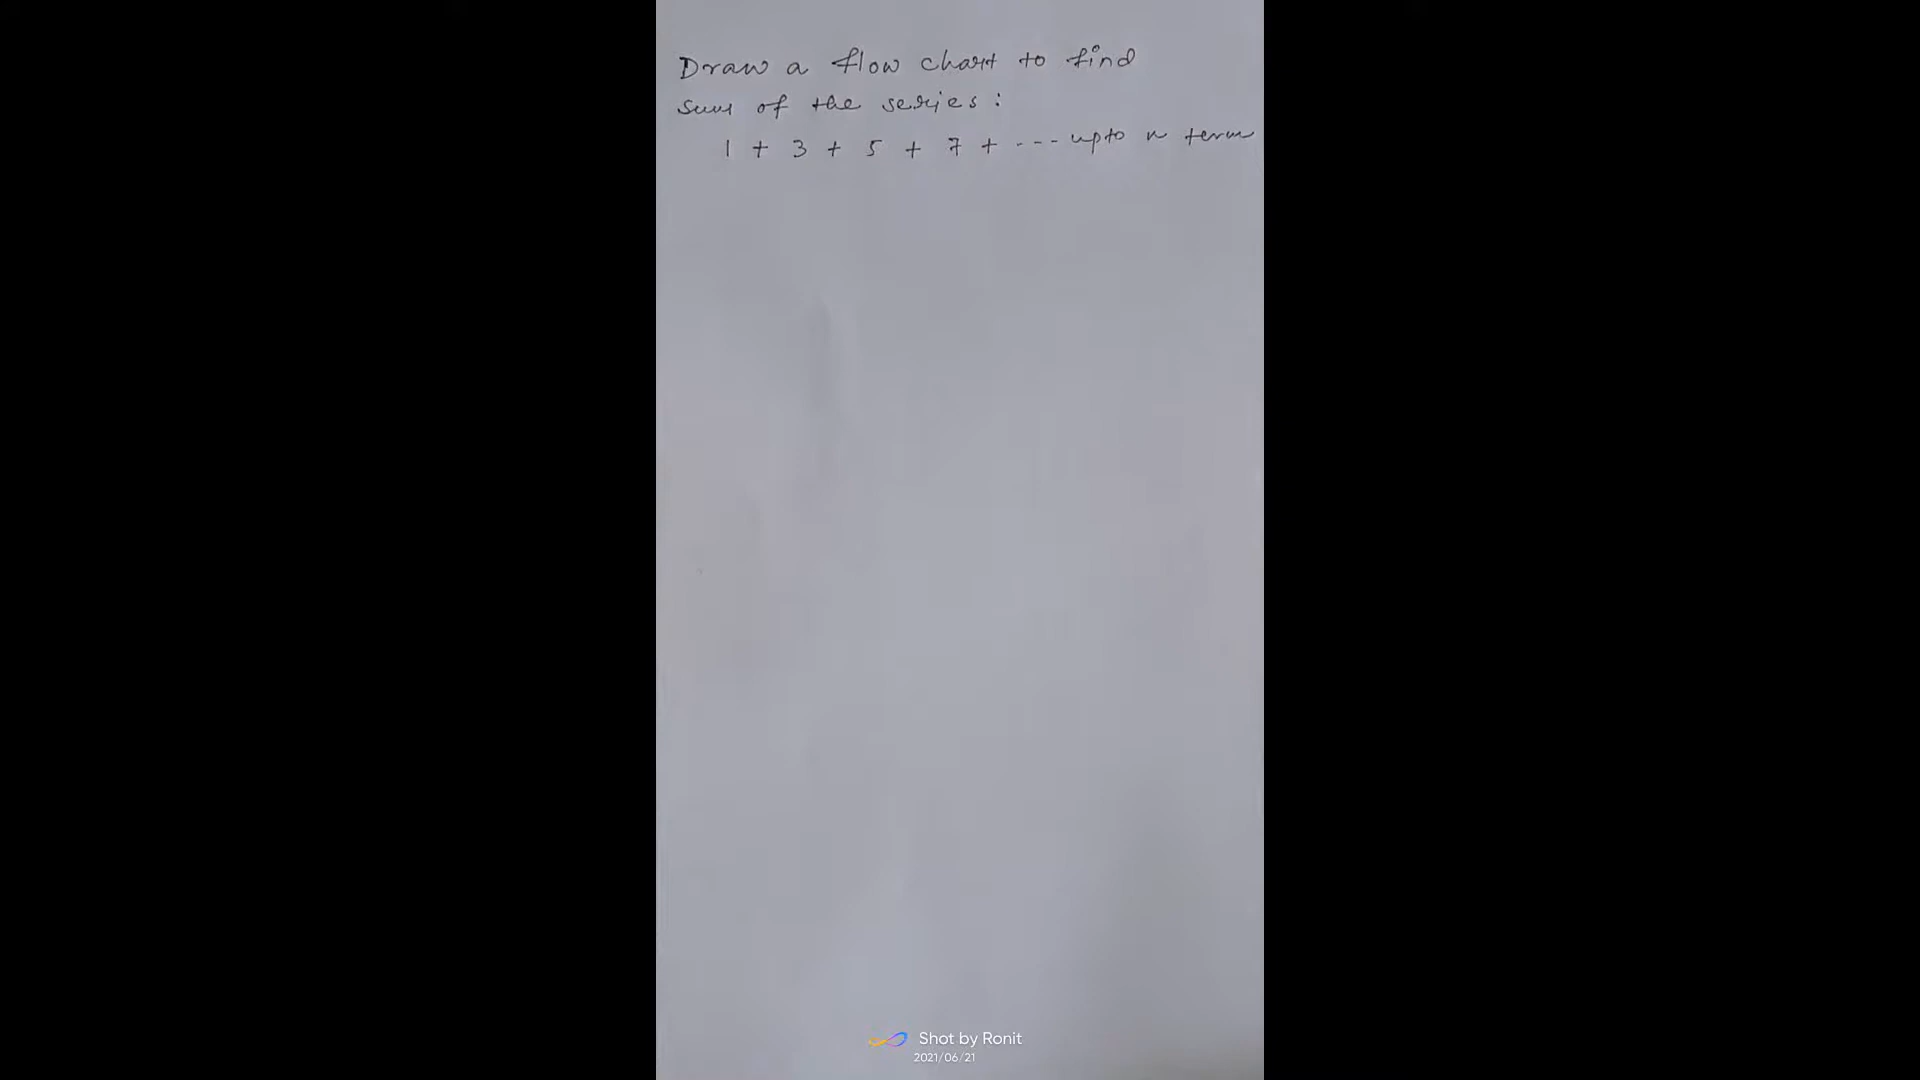 Draw a flow chart to find
sum of the series:
1 + 3 + 5 + 7 + --- upto n term
Shot by Ronit
2021/06/21